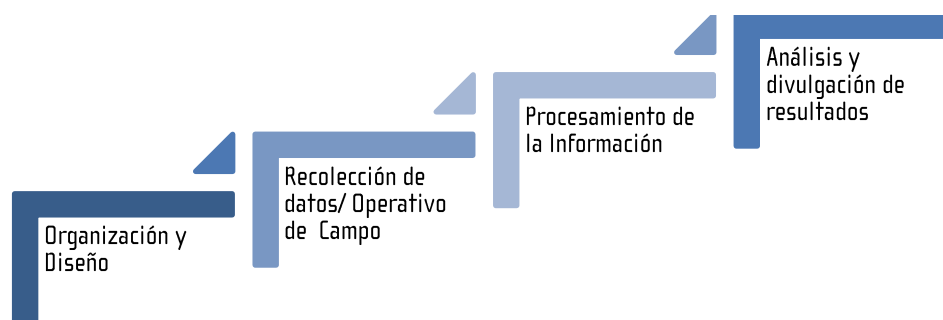 Organización y
Diseño
Recolección de
datos/ Operativo
de Campo
Procesamiento de
la Información
Análisis y
divulgación de
resultados